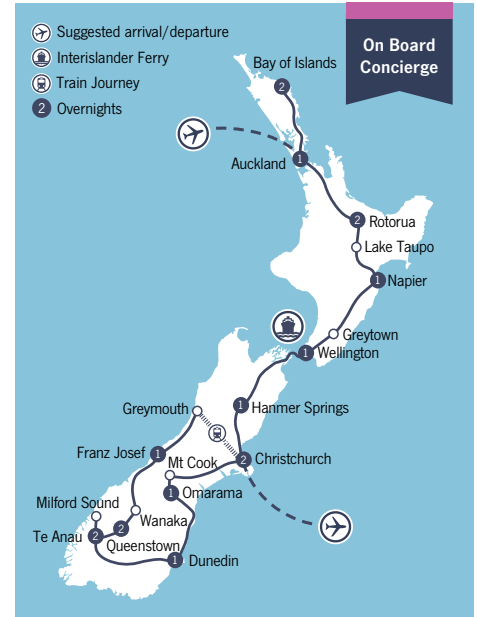 Suggested arrival/departure
Interislander Ferry
Train Journey
2 Overnights
On Board
Concierge
Bay of Islands
2
Auckland
1
2
Rotorua
Lake Taupo
1
Napier
Greytown
1
Wellington
Greymouth
1
Hanmer Springs
Franz Josef
1
Mt Cook
2
Christchurch
1
Omarama
Milford Sound
Wanaka
Te Anau
2
2
Queenstown
1
Dunedin